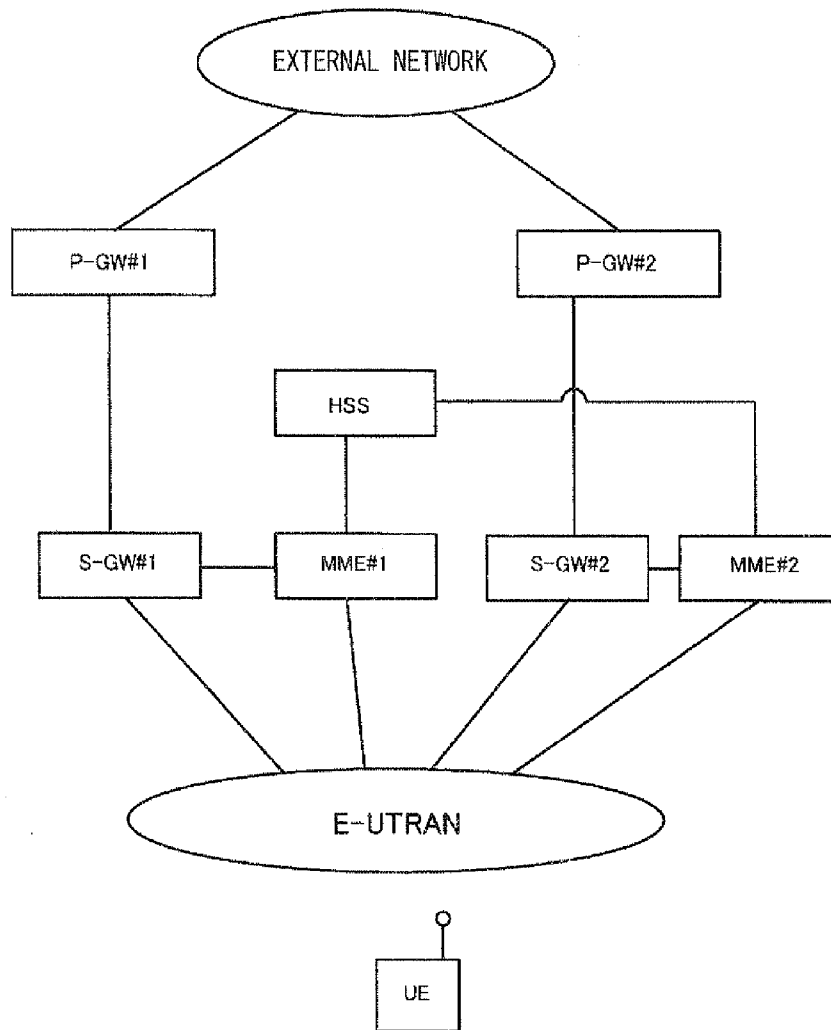 EXTERNAL NETWORK
P-GW#1
P-GW#2
HSS
S-GW#1
MME#1
S-GW#2
MME#2
E-UTRAN
UE